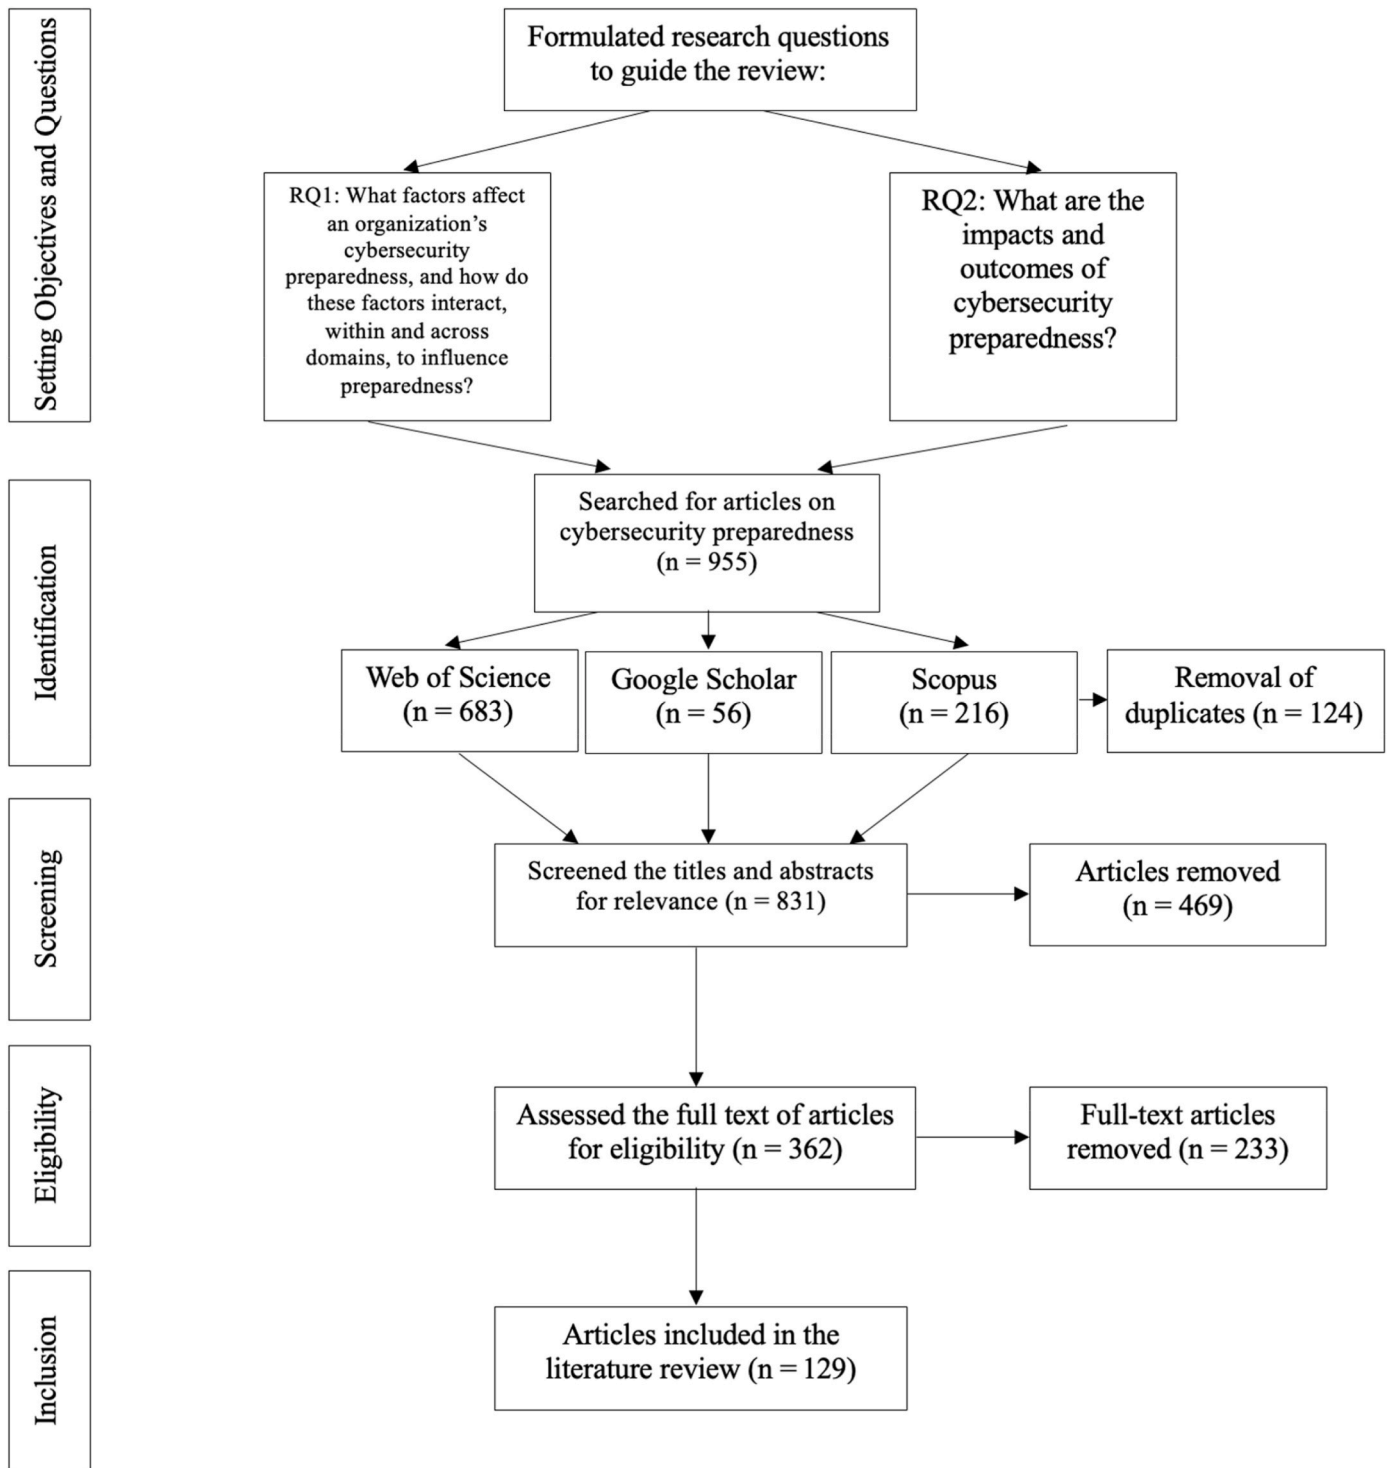 Setting Objectives and Questions
Formulated research questions
to guide the review:
RQ1: What factors affect
an organization’s
cybersecurity
preparedness, and how do
these factors interact,
within and across
domains, to influence
preparedness?
RQ2: What are the
impacts and
outcomes of
cybersecurity
preparedness?
Identification
Searched for articles on
cybersecurity preparedness
(n = 955)
Web of Science
(n = 683)
Google Scholar
(n = 56)
Scopus
(n = 216)
Removal of
duplicates (n = 124)
Screening
Screened the titles and abstracts
for relevance (n = 831)
Articles removed
(n = 469)
Eligibility
Assessed the full text of articles
for eligibility (n = 362)
Full-text articles
removed (n = 233)
Inclusion
Articles included in the
literature review (n = 129)